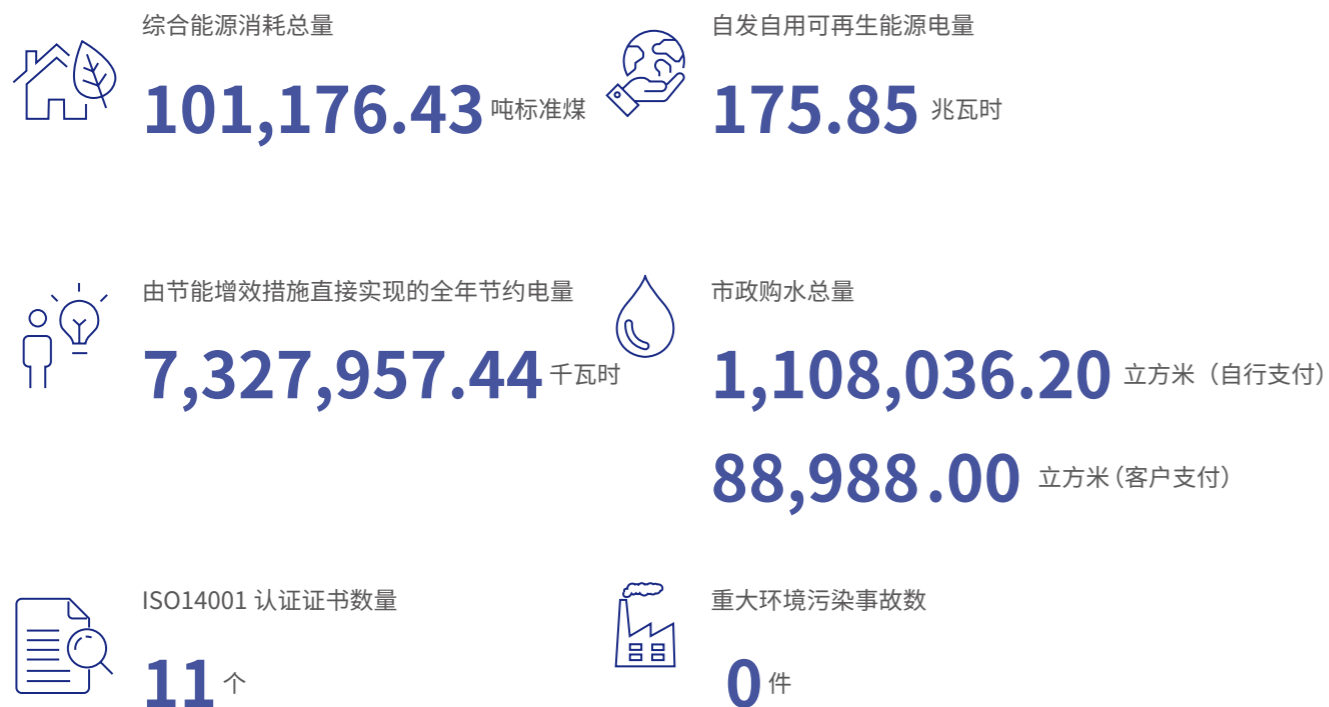 综合能源消耗总量
101,176.43 吨标准煤
自发自用可再生能源电量
175.85 兆瓦时
由节能增效措施直接实现的全年节约电量
7,327,957.44 千瓦时
市政购水总量
1,108,036.20 立方米（自行支付）
88,988.00 立方米（客户支付）
ISO14001 认证证书数量
11 个
重大环境污染事故数
0 件